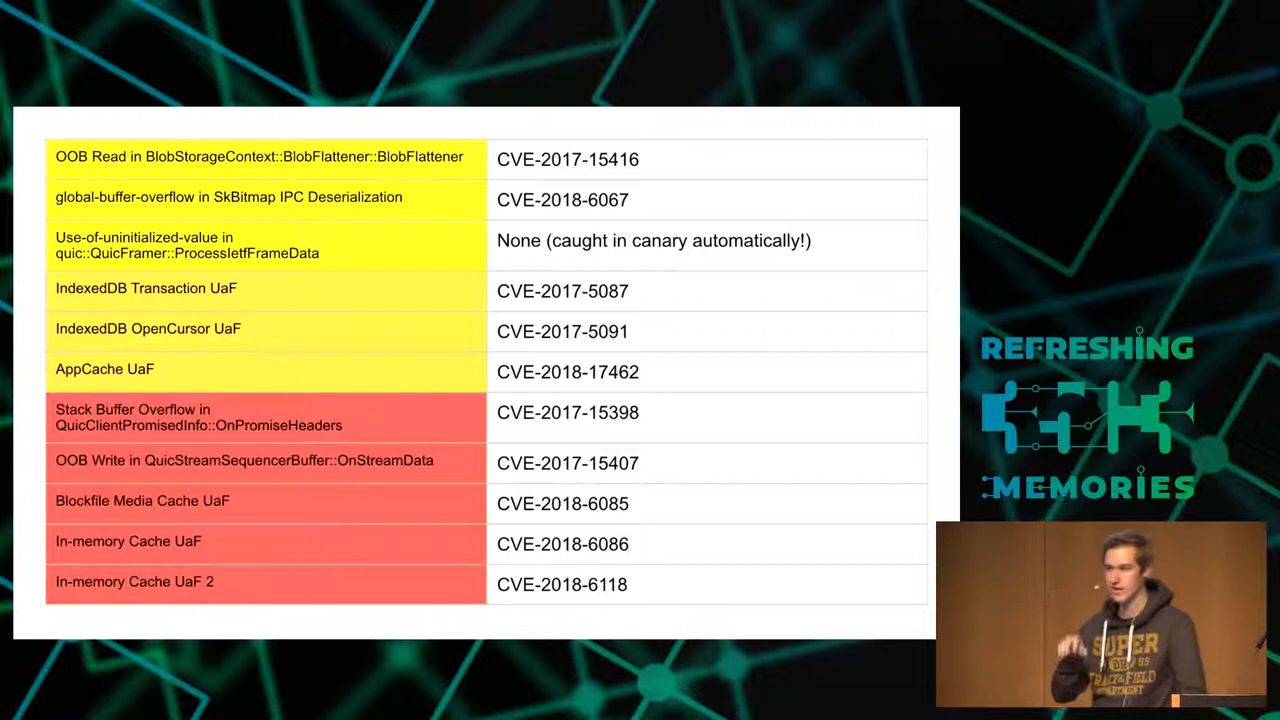 OOB Read in BlobStorageContext::BlobFlattener::BlobFlattener
CVE-2017-15416
global-buffer-overflow in SkBitmap IPC Deserialization
CVE-2018-6067
Use-of-uninitialized-value in
quic::QuicFramer::ProcessIetfFrameData
None (caught in canary automatically!)
IndexedDB Transaction UaF
CVE-2017-5087
IndexedDB OpenCursor UaF
CVE-2017-5091
AppCache UaF
CVE-2018-17462
Stack Buffer Overflow in
QuicClientPromisedInfo::OnPromiseHeaders
CVE-2017-15398
OOB Write in QuicStreamSequencerBuffer::OnStreamData
CVE-2017-15407
Blockfile Media Cache UaF
CVE-2018-6085
In-memory Cache UaF
CVE-2018-6086
In-memory Cache UaF 2
CVE-2018-6118
REFRESHING
MEMORIES
SUPER
TRACK & FIELD